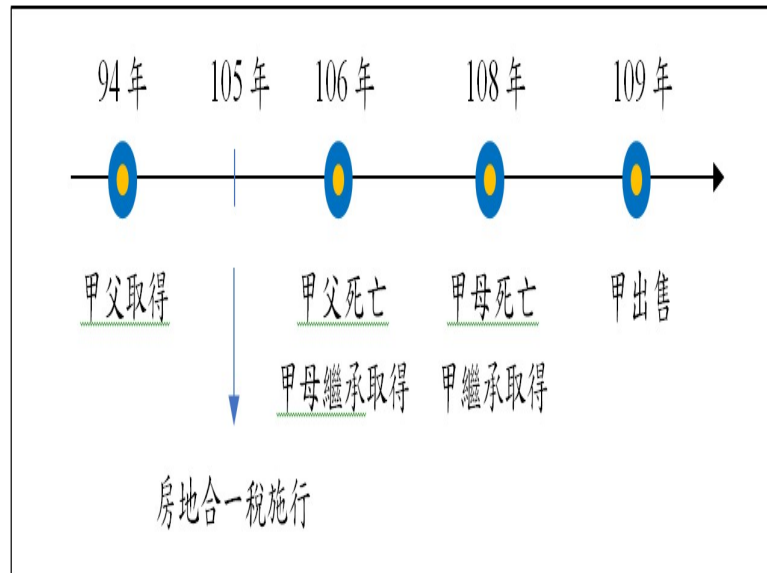 94年 105年 106年 108年 109年
甲父取得 甲父死亡 甲母死亡 甲出售
甲母繼承取得 甲繼承取得
房地合一稅施行